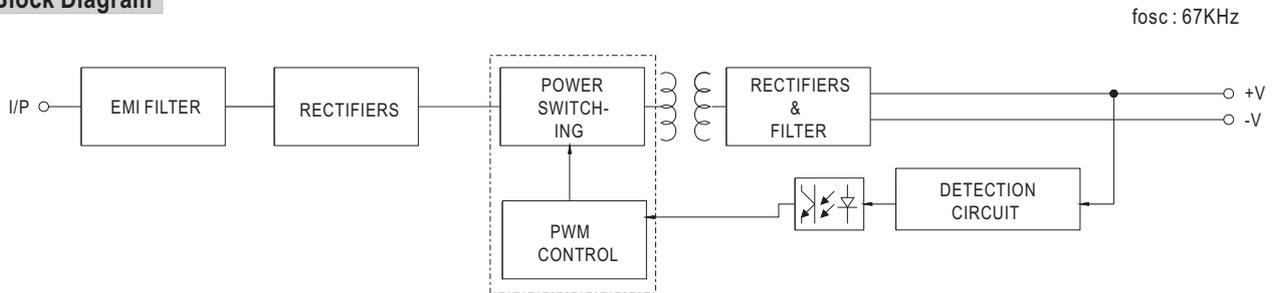 Block Diagram
fosc : 67KHz
I/P
EMI FILTER
RECTIFIERS
POWER
SWITCH-
ING
RECTIFIERS
&
FILTER
+V
-V
DETECTION
CIRCUIT
PWM
CONTROL